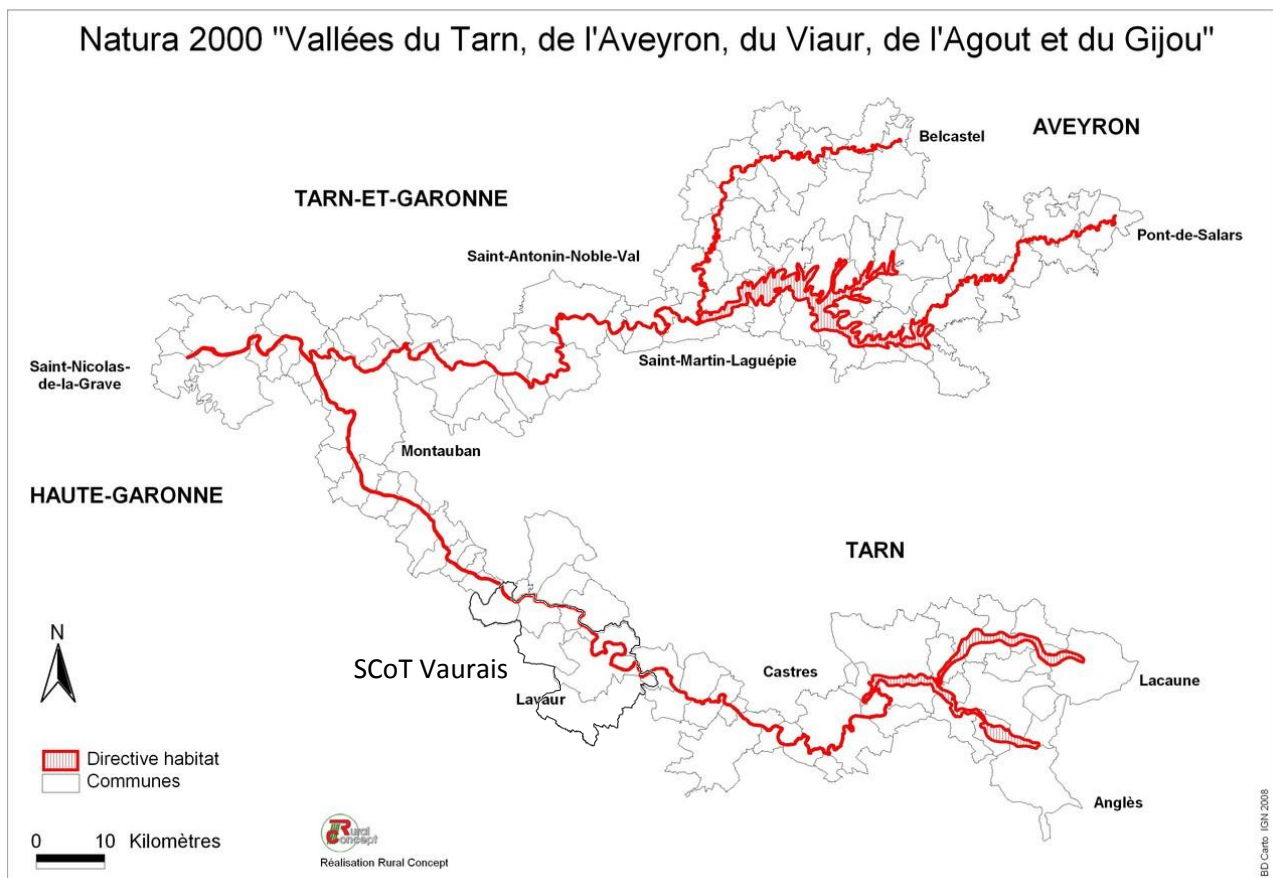 Natura 2000 "Vallées du Tarn, de l'Aveyron, du Viaur, de l'Agout et du Gijou"
AVEYRON
Belcastel
TARN-ET-GARONNE
Pont-de-Salars
Saint-Antonin-Noble-Val
Saint-Nicolas-
de-la-Grave
Saint-Martin-Laguépie
Montauban
HAUTE-GARONNE
TARN
N
SCoT Vaurais
Castres
Lacaune
Lavaur
Directive habitat
Communes
Anglès
0 10 Kilomètres
Rural
Concept
Réalisation Rural Concept
BD Carto IGN 2008